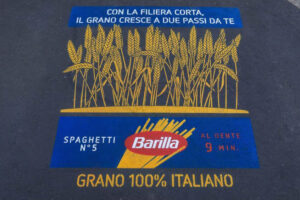 CON LA FILIERA CORTA,
IL GRANO CRESCE A DUE PASSI DA TE
SPAGHETTI
N°5
Barilla
AL DENTE
9 MIN.
GRANO 100% ITALIANO